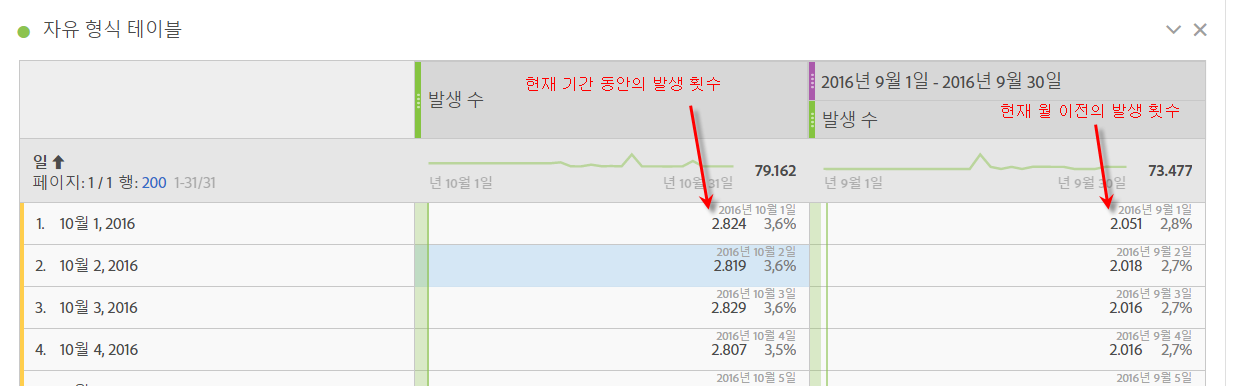 자유 형식 테이블
발생 수
현재 기간 동안의 발생 횟수
2016년 9월 1일 - 2016년 9월 30일
발생 수
현재 월 이전의 발생 횟수
일
페이지: 1 / 1 행: 200 1-31/31
년 10월 1일
년 10월 31일
79.162
년 9월 1일
년 9월 30일
73.477
1. 10월 1, 2016
2016년 10월 1일
2.824 3,6%
2016년 9월 1일
2.051 2,8%
2. 10월 2, 2016
2016년 10월 2일
2.819 3,6%
2016년 9월 2일
2.018 2,7%
3. 10월 3, 2016
2016년 10월 3일
2.829 3,6%
2016년 9월 3일
2.016 2,7%
4. 10월 4, 2016
2016년 10월 4일
2.807 3,5%
2016년 9월 4일
2.016 2,7%
2016년 10월 5일
2016년 9월 5일